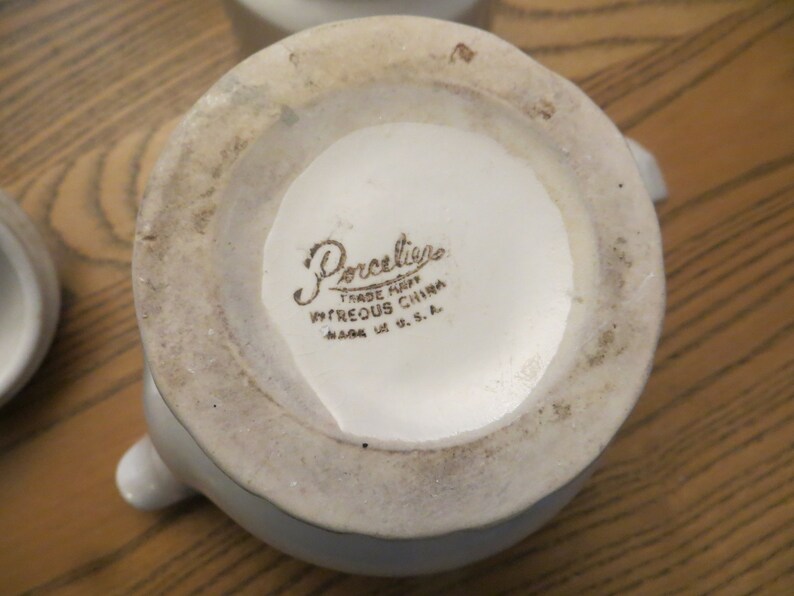 Porcelier
TRADE MARK
VITREOUS CHINA
MADE IN U.S.A.